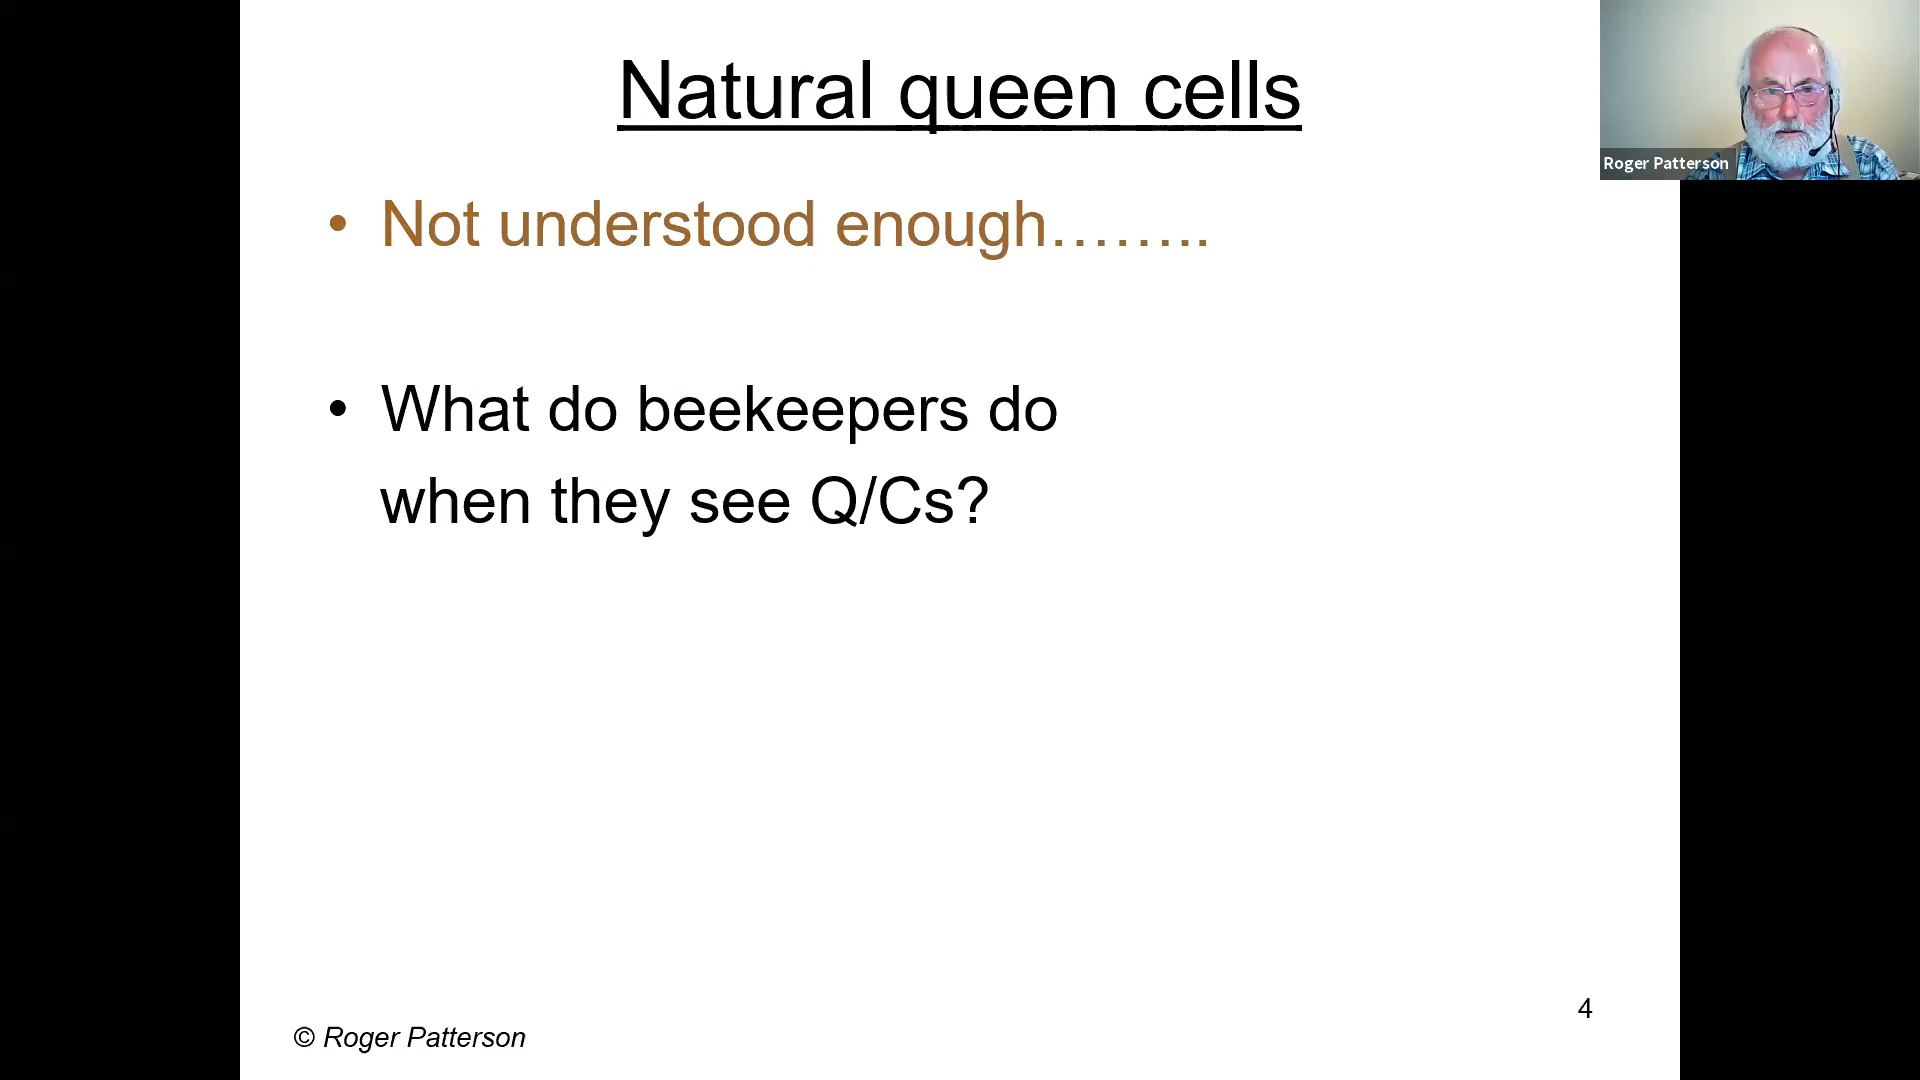 Natural queen cells
Roger Patterson
• Not understood enough……..
• What do beekeepers do
when they see Q/Cs?
4
© Roger Patterson